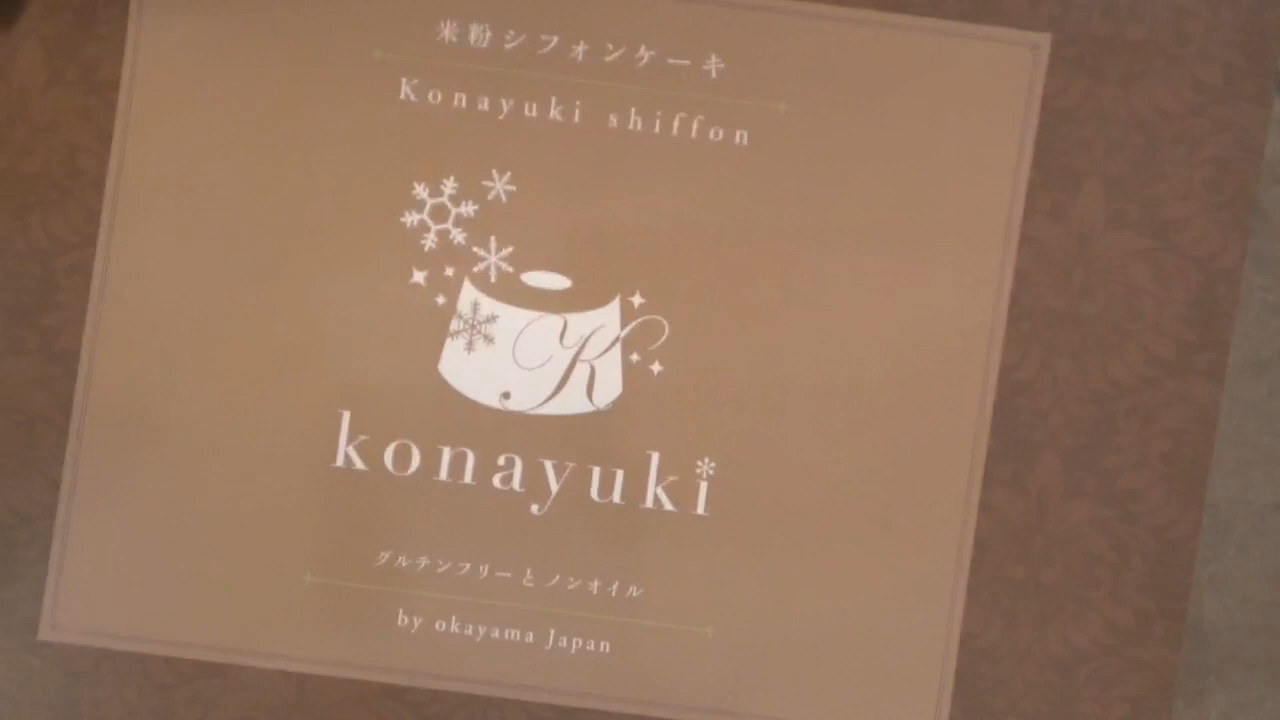 米粉シフォンケーキ
Konayuki shiffon
K
konayuki
グルテンフリーとノンオイル
by okayama Japan